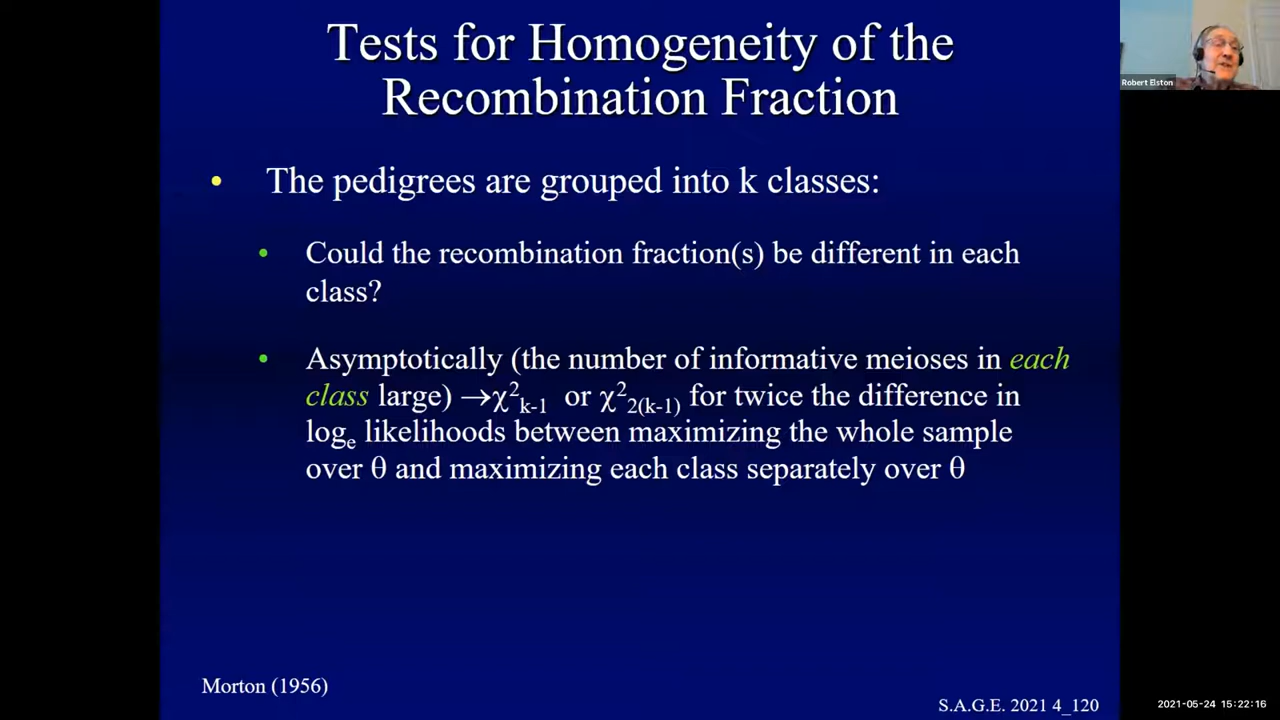 Tests for Homogeneity of the
Recombination Fraction
Robert Elston
• The pedigrees are grouped into k classes:
• Could the recombination fraction(s) be different in each
class?
• Asymptotically (the number of informative meioses in each
class large) →χ²ₖ₋₁ or χ²₂₍ₖ₋₁₎ for twice the difference in
logₑ likelihoods between maximizing the whole sample
over θ and maximizing each class separately over θ
Morton (1956)
S.A.G.E. 2021 4_120
2021-05-24 15:22:16